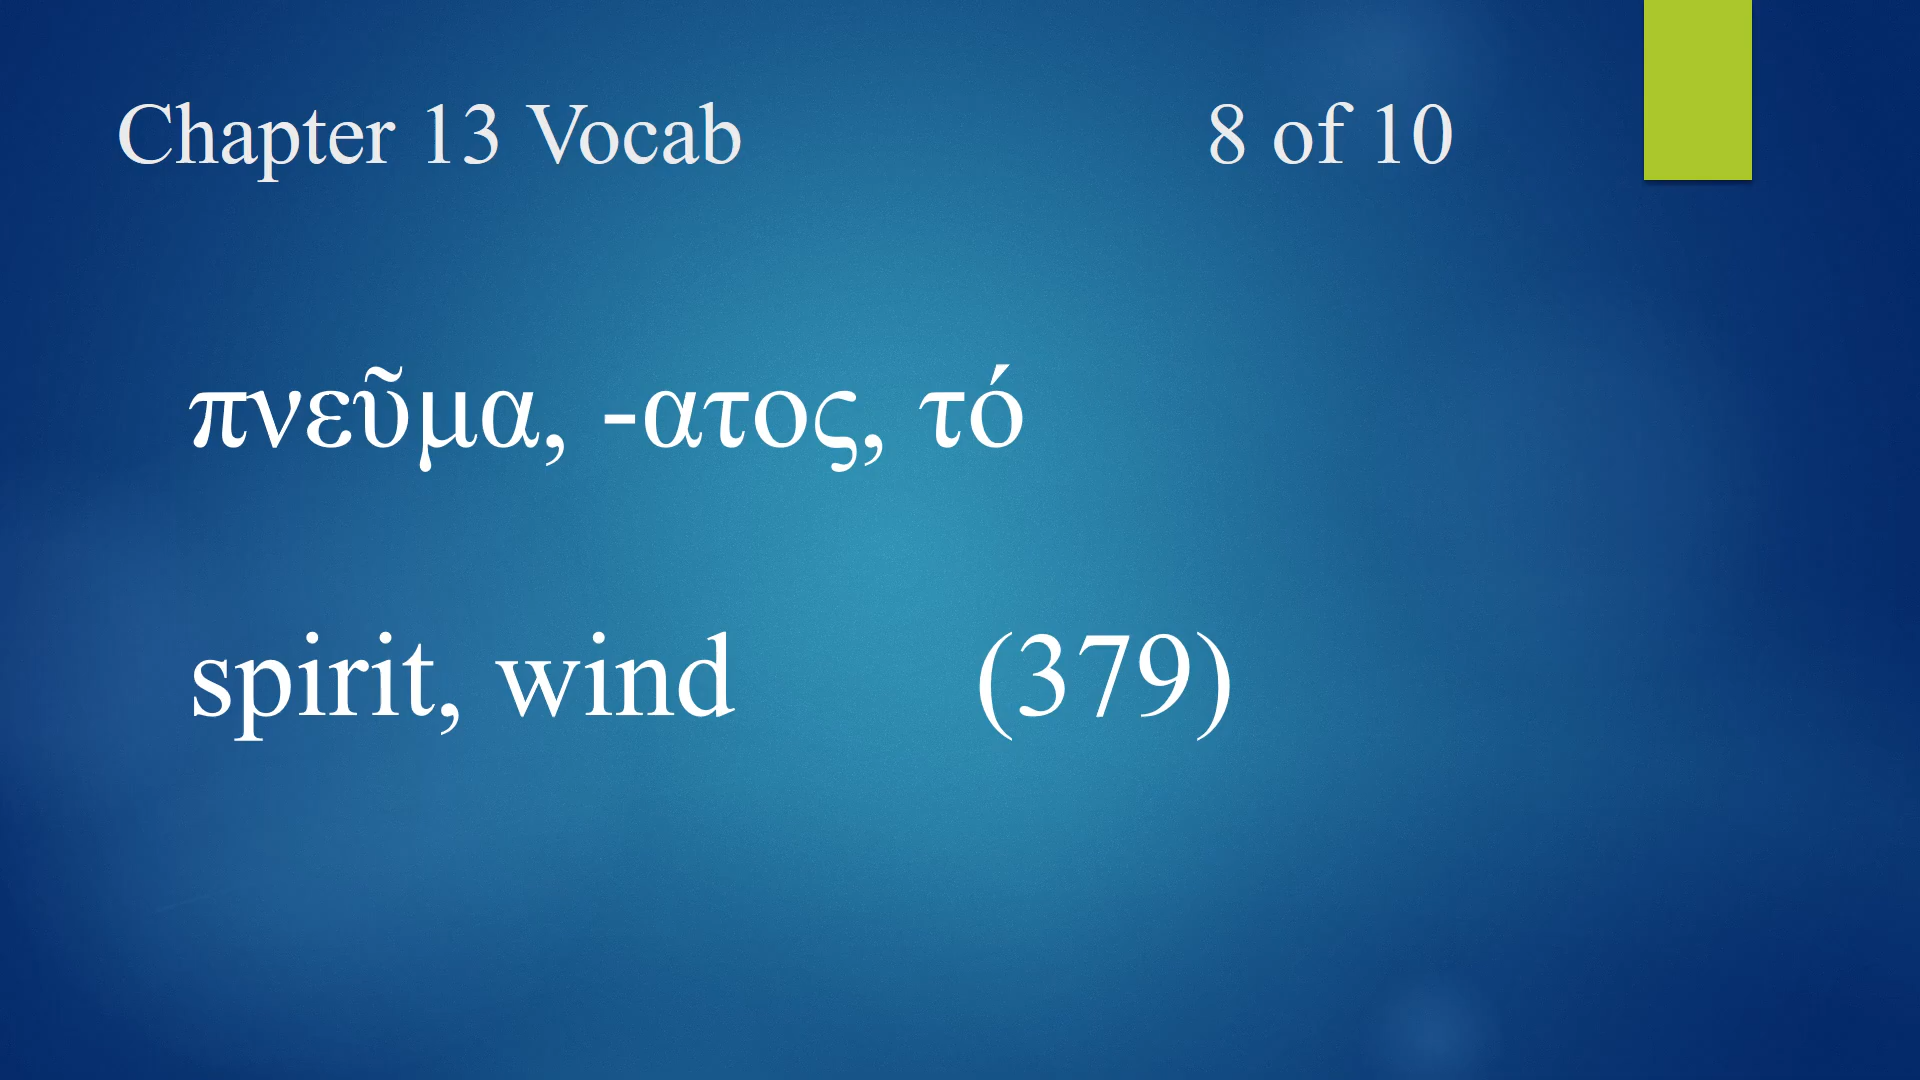 Chapter 13 Vocab 8 of 10
πνεῦμα, -ατος, τό
spirit, wind (379)